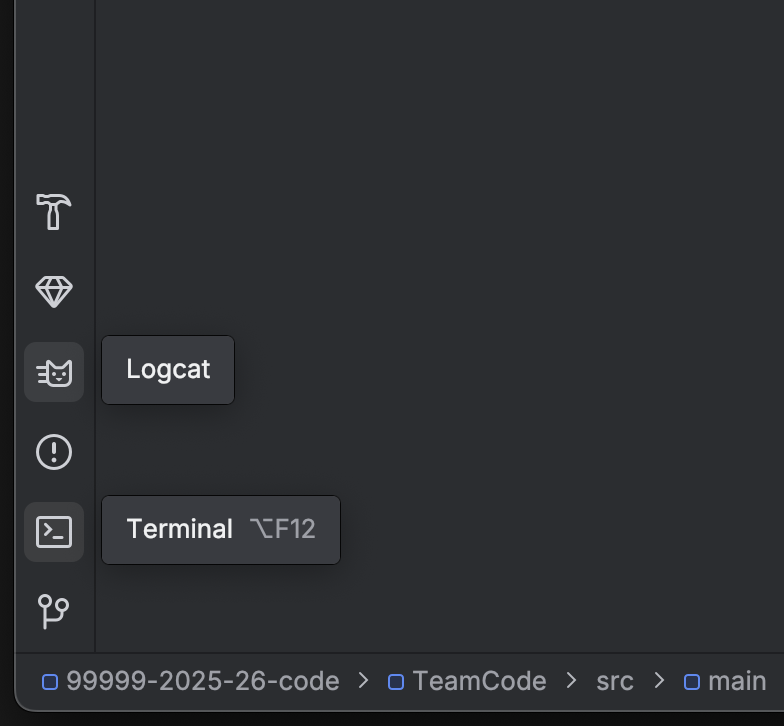 Logcat
Terminal ⌥F12
99999-2025-26-code > TeamCode > src > main